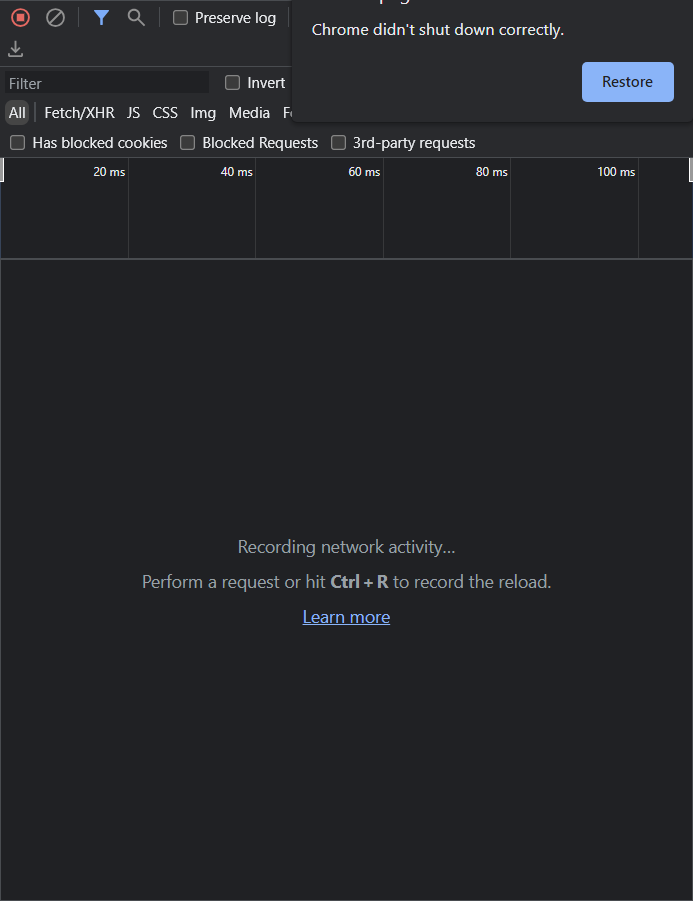 Preserve log
Chrome didn't shut down correctly.
Restore
Filter
Invert
All Fetch/XHR JS CSS Img Media
Has blocked cookies Blocked Requests 3rd-party requests
20 ms 40 ms 60 ms 80 ms 100 ms
Recording network activity…
Perform a request or hit Ctrl + R to record the reload.
Learn more